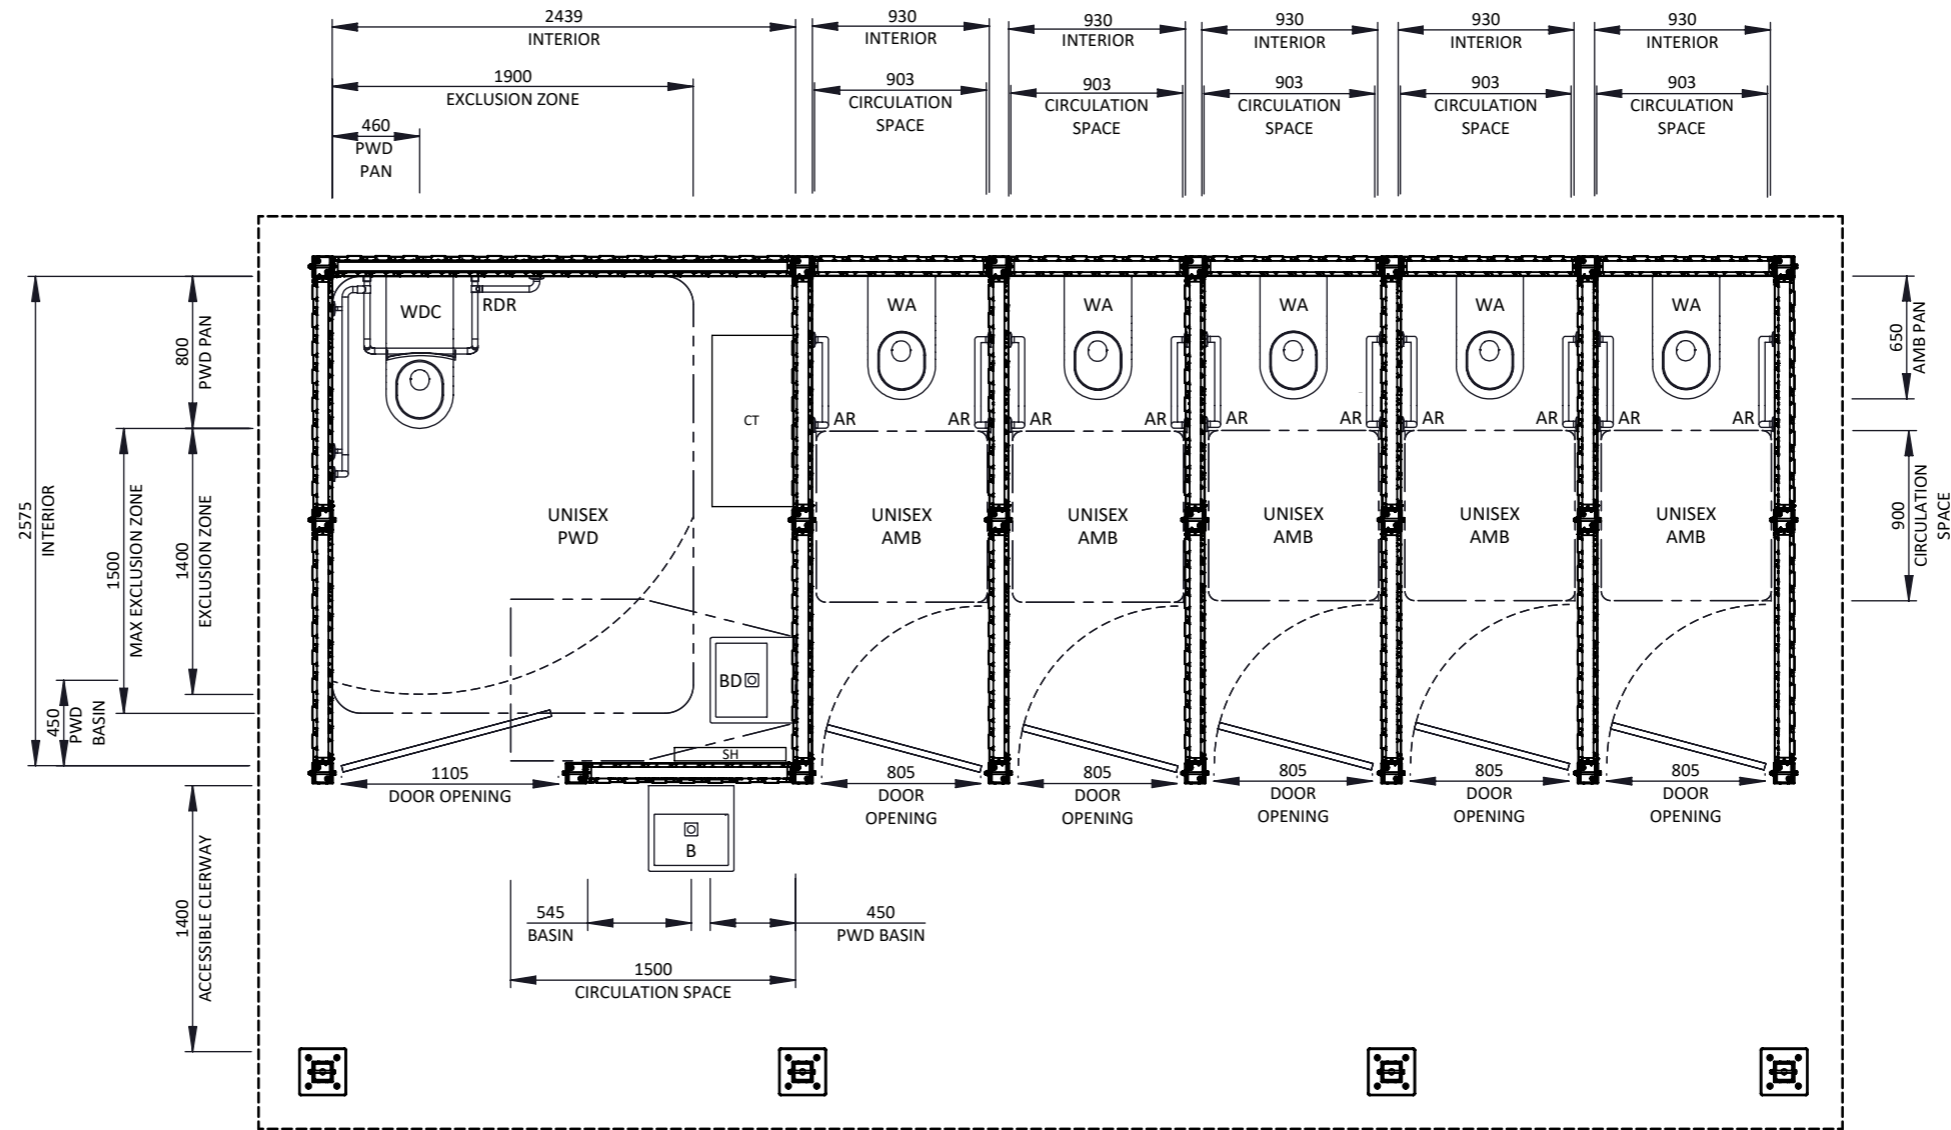 2439
INTERIOR
930
INTERIOR
930
INTERIOR
930
INTERIOR
930
INTERIOR
930
INTERIOR
1900
EXCLUSION ZONE
903
CIRCULATION
SPACE
903
CIRCULATION
SPACE
903
CIRCULATION
SPACE
903
CIRCULATION
SPACE
903
CIRCULATION
SPACE
460
PWD
PAN
2575
INTERIOR
800
PWD PAN
1500
MAX EXCLUSION ZONE
1400
EXCLUSION ZONE
450
PWD
BASIN
1400
ACCESSIBLE CLERWAY
WDC
RDR
CT
UNISEX
PWD
BD
SH
1105
DOOR OPENING
B
545
BASIN
450
PWD BASIN
1500
CIRCULATION SPACE
WA
AR
AR
UNISEX
AMB
805
DOOR
OPENING
WA
AR
AR
UNISEX
AMB
805
DOOR
OPENING
WA
AR
AR
UNISEX
AMB
805
DOOR
OPENING
WA
AR
AR
UNISEX
AMB
805
DOOR
OPENING
WA
AR
AR
UNISEX
AMB
805
DOOR
OPENING
650
AMB PAN
900
CIRCULATION
SPACE